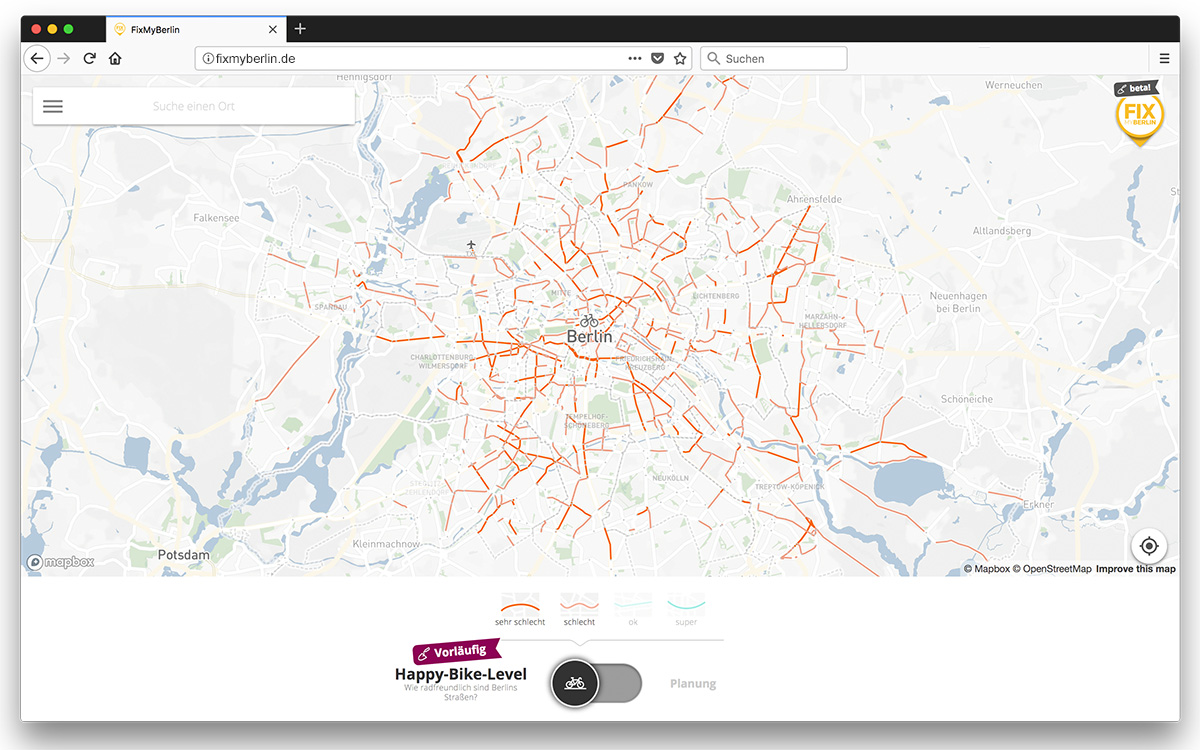 FixMyBerlin
fixmyberlin.de
Suchen
Hennigsdorf
Werneuchen
Suche einen Ort
beta!
FIX
MYBERLIN
PANKOW
Ahrensfelde
Falkensee
Altlandsberg
MITTE
LICHTENBERG
Neuenhagen
bei Berlin
SPANDAU
MARZAHN-
HELLERSDORF
Berlin
CHARLOTTENBURG-
WILMERSDORF
FRIEDRICHSHAIN-
KREUZBERG
Schöneiche
TEMPELHOF-
SCHÖNEBERG
STEGLITZ-
ZEHLENDORF
NEUKÖLLN
TREPTOW-KÖPENICK
Erkner
Kleinmachnow
Potsdam
mapbox
© Mapbox © OpenStreetMap Improve this map
sehr schlecht
schlecht
ok
super
Vorläufig
Happy-Bike-Level
Wie radfreundlich sind Berlins
Straßen?
Planung